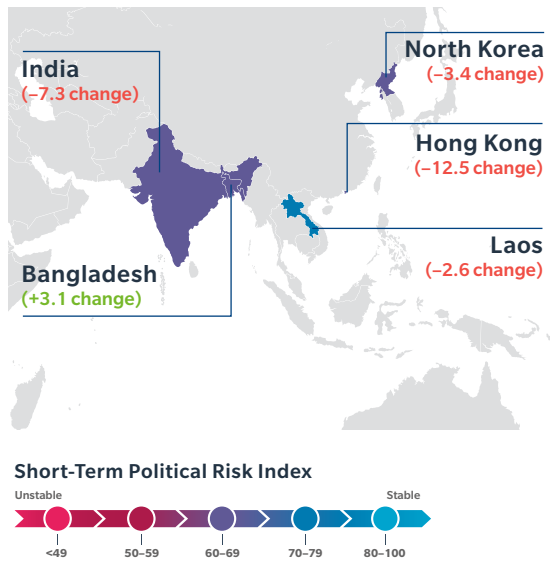 North Korea
(–3.4 change)
India
(–7.3 change)
Hong Kong
(–12.5 change)
Laos
(–2.6 change)
Bangladesh
(+3.1 change)
Short-Term Political Risk Index
Unstable
Stable
<49
50–59
60–69
70–79
80–100